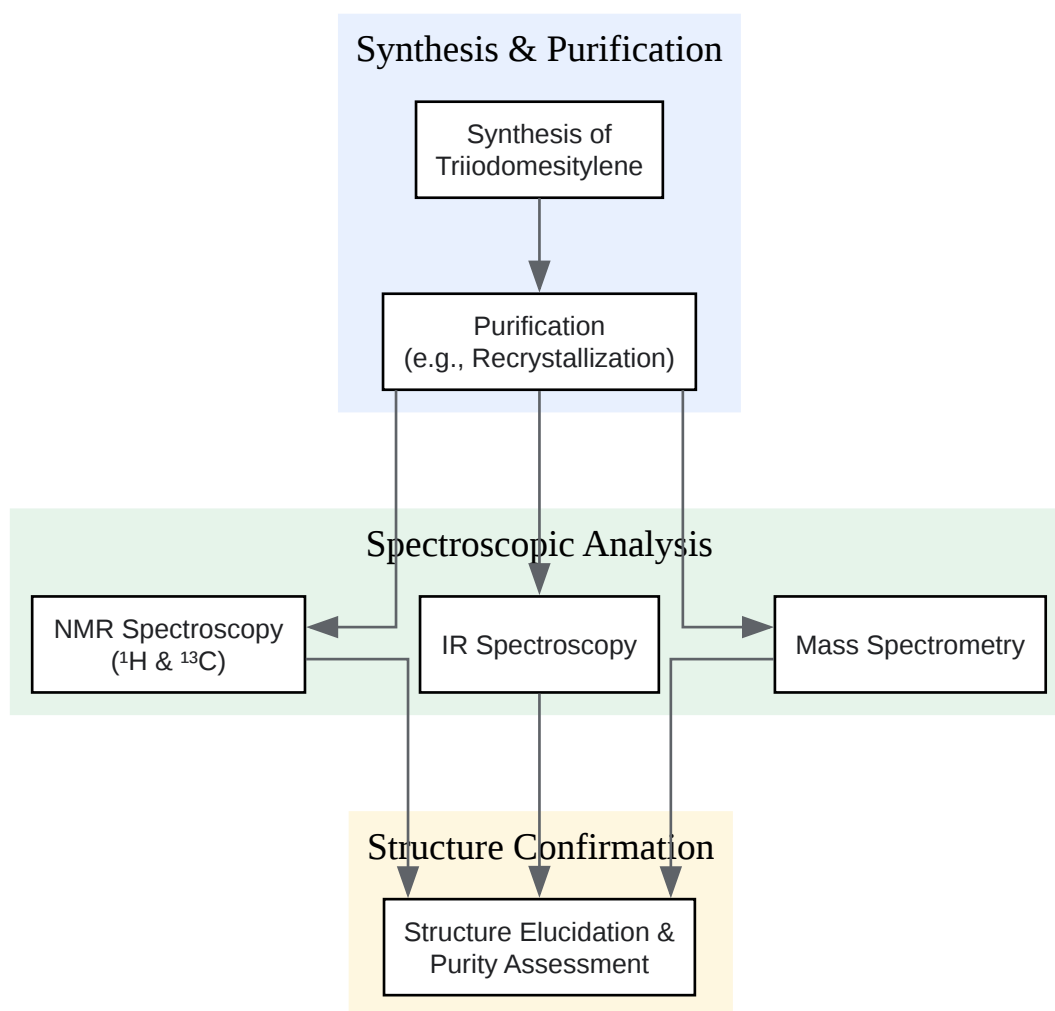 Synthesis & Purification
Synthesis of
Triiodomesitylene
Purification
(e.g., Recrystallization)
Spectroscopic Analysis
NMR Spectroscopy
(¹H & ¹³C)
IR Spectroscopy
Mass Spectrometry
Structure Confirmation
Structure Elucidation &
Purity Assessment